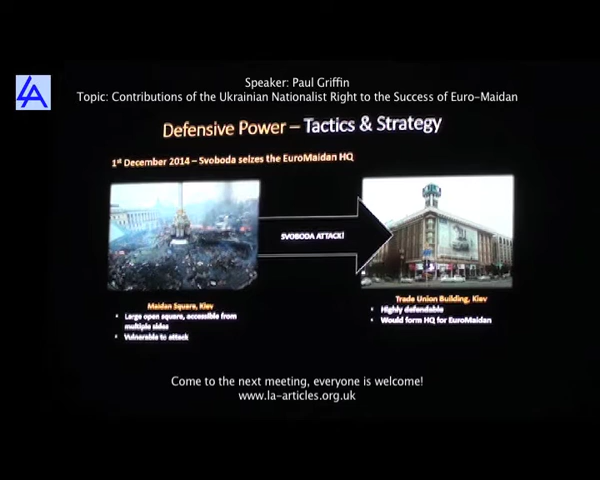 LA
Speaker: Paul Griffin
Topic: Contributions of the Ukrainian Nationalist Right to the Success of Euro-Maidan
Defensive Power – Tactics & Strategy
1st December 2014 – Svoboda seizes the EuroMaidan HQ
SVOBODA ATTACK!
Maidan Square, Kiev
• Large open square, accessible from
multiple sides
• Vulnerable to attack
Trade Union Building, Kiev
• Highly defendable
• Would form HQ for EuroMaidan
Come to the next meeting, everyone is welcome!
www.la-articles.org.uk